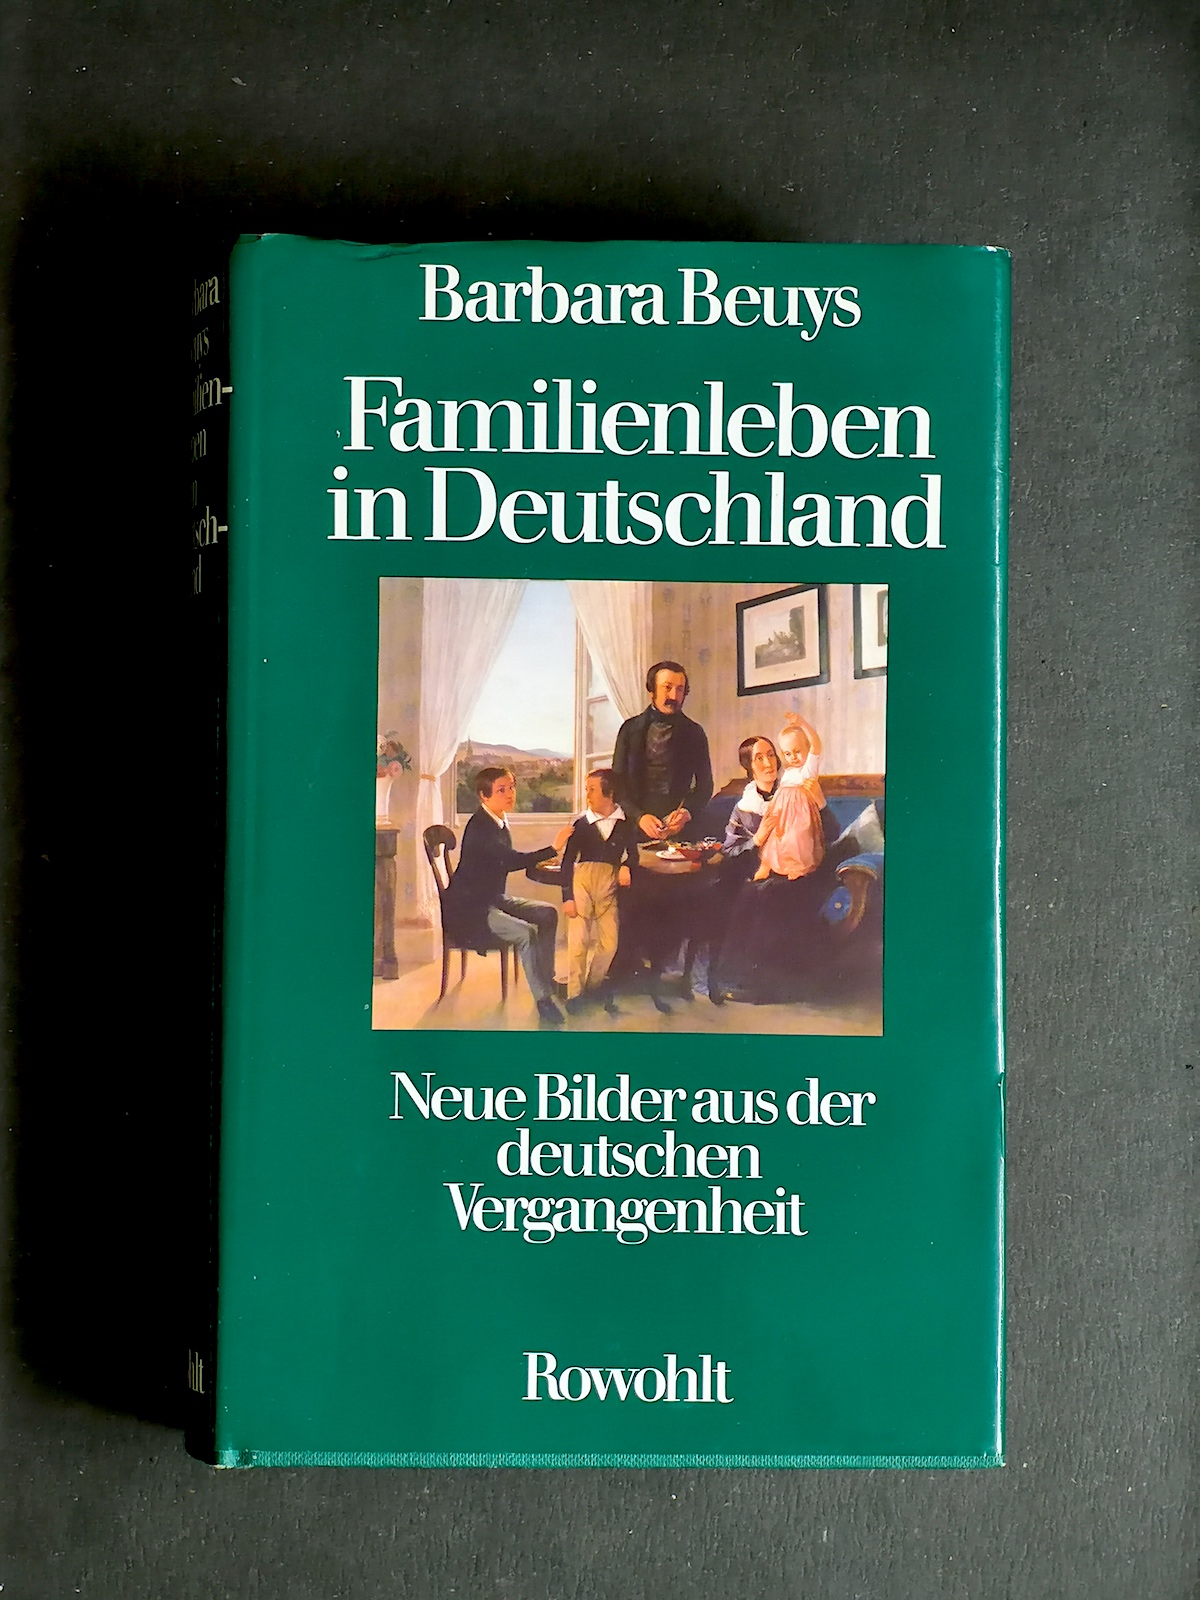 Barbara Beuys
Familienleben
in Deutschland
Neue Bilder aus der
deutschen
Vergangenheit
Rowohlt